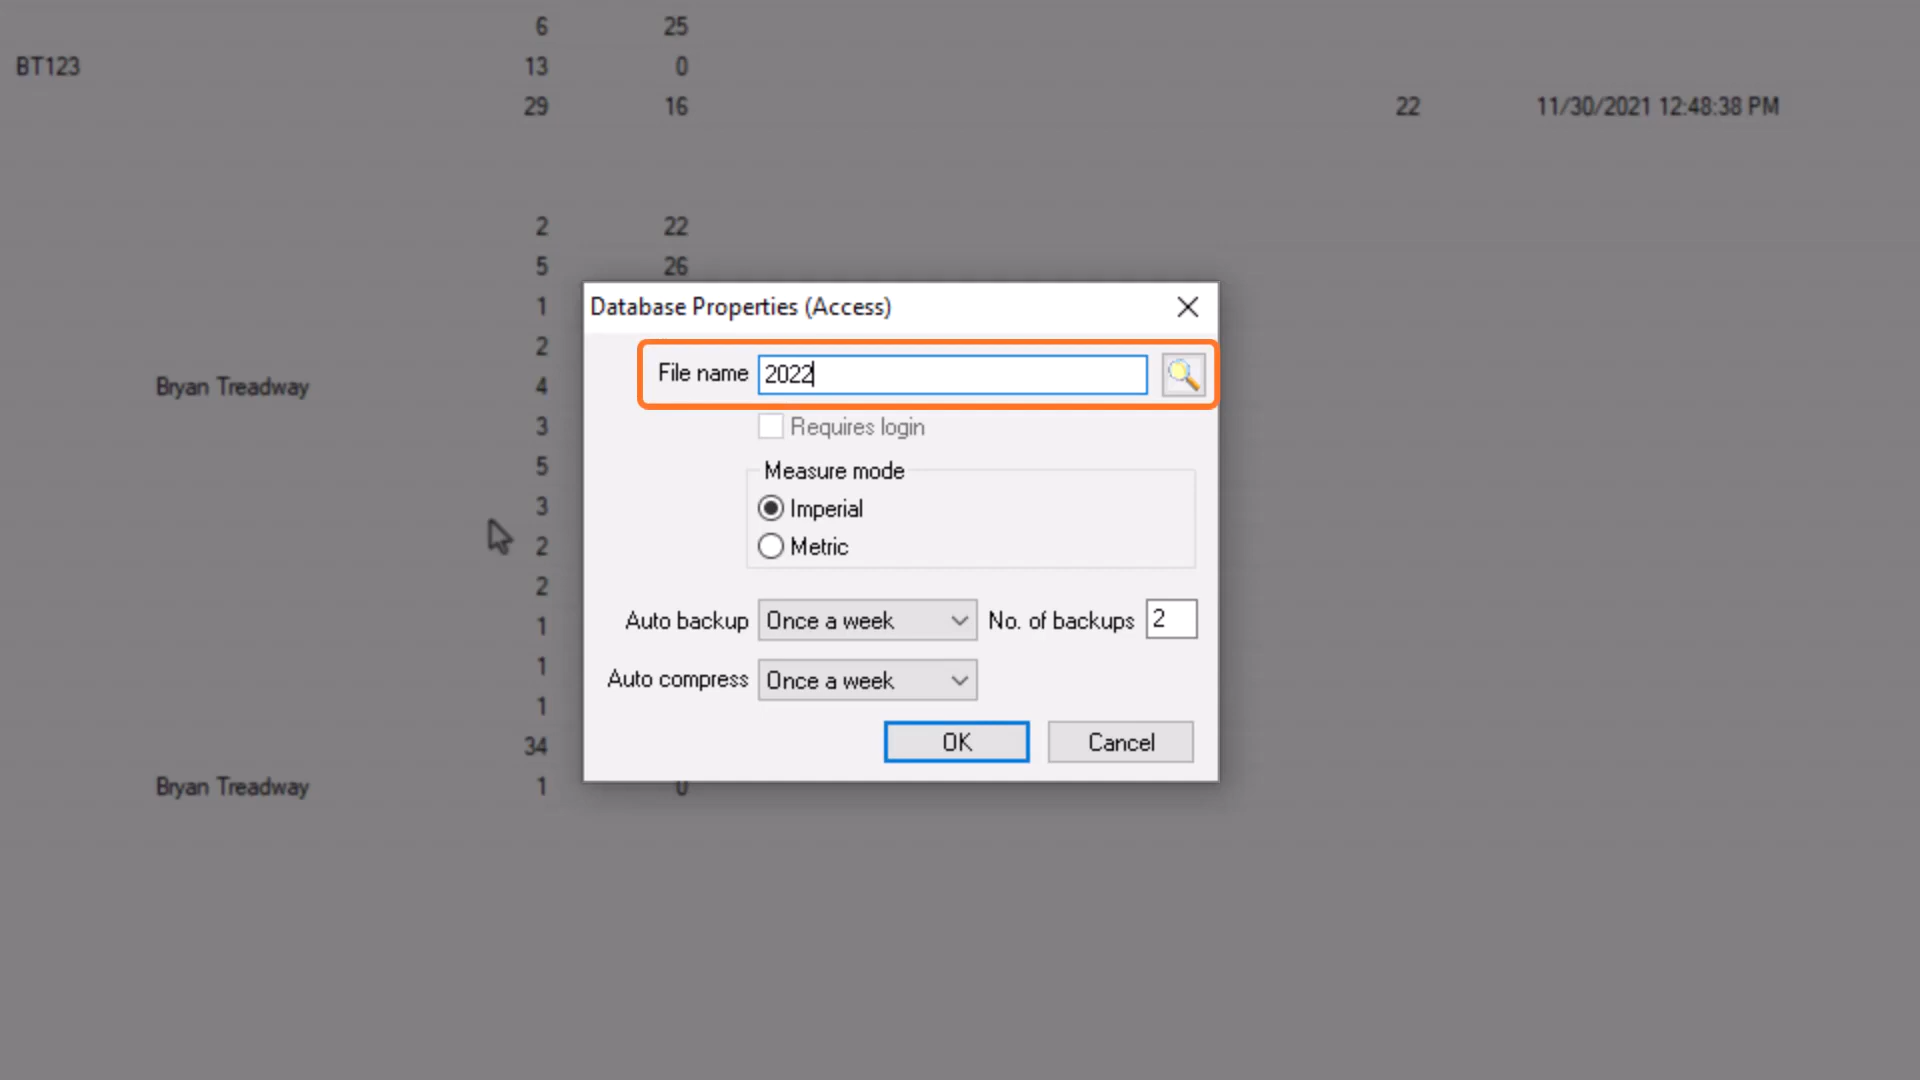 6 25
BT123 13 0
29 16 22 11/30/2021 12:48:38 PM
2 22
5 26
1
2
Bryan Treadway 4
3
5
3
2
2
1
1
1
34
Bryan Treadway 1 0
Database Properties (Access)
File name 2022
Requires login
Measure mode
Imperial
Metric
Auto backup Once a week No. of backups 2
Auto compress Once a week
OK Cancel